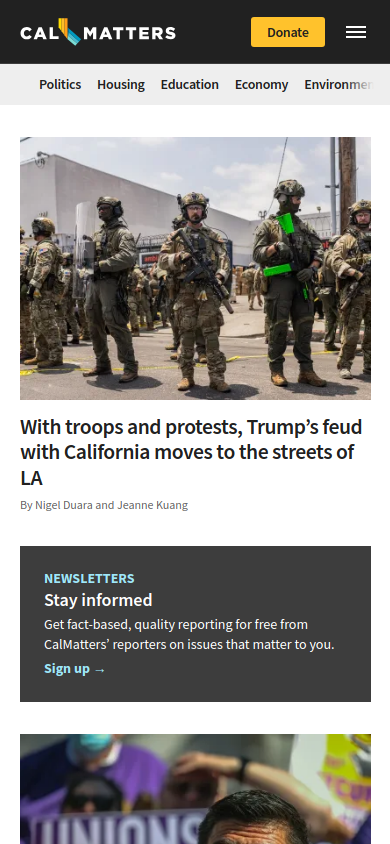 CAL MATTERS
Donate
Politics Housing Education Economy Environmen
With troops and protests, Trump’s feud
with California moves to the streets of
LA
By Nigel Duara and Jeanne Kuang
NEWSLETTERS
Stay informed
Get fact-based, quality reporting for free from
CalMatters’ reporters on issues that matter to you.
Sign up →
UNIONS